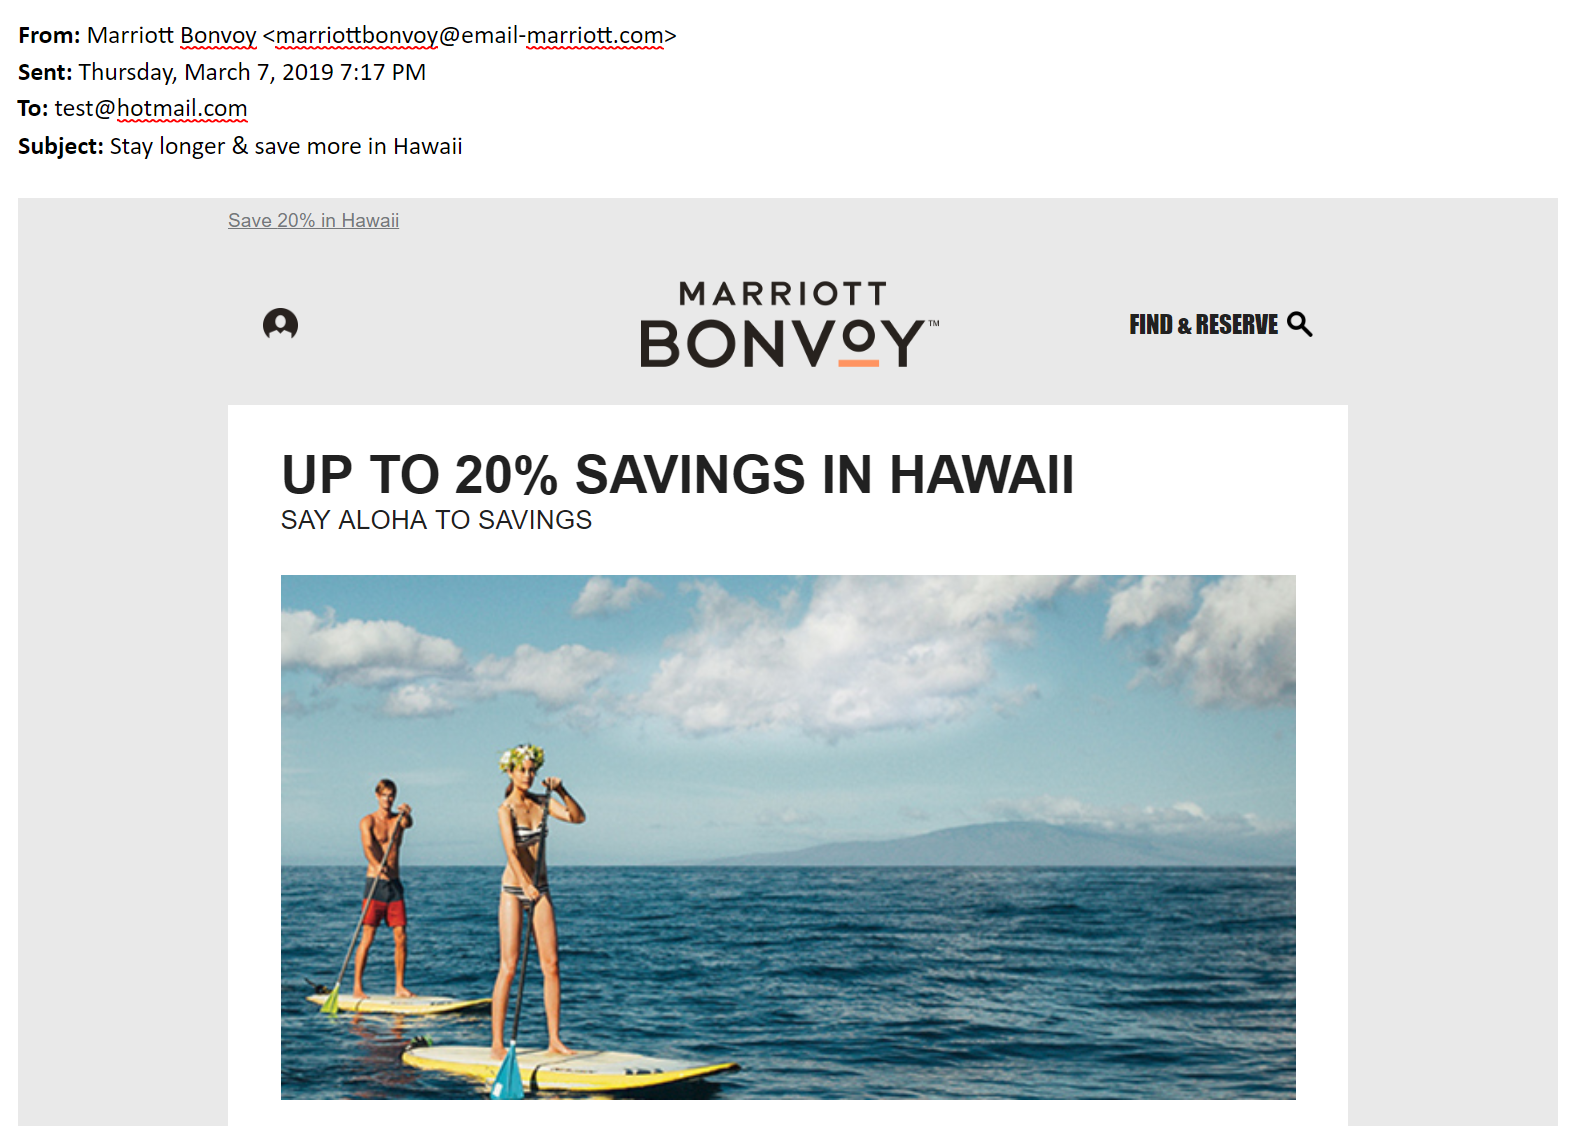 From: Marriott Bonvoy <marriottbonvoy@email-marriott.com>
Sent: Thursday, March 7, 2019 7:17 PM
To: test@hotmail.com
Subject: Stay longer & save more in Hawaii
Save 20% in Hawaii
MARRIOTT
BONVOY™
FIND & RESERVE
UP TO 20% SAVINGS IN HAWAII
SAY ALOHA TO SAVINGS